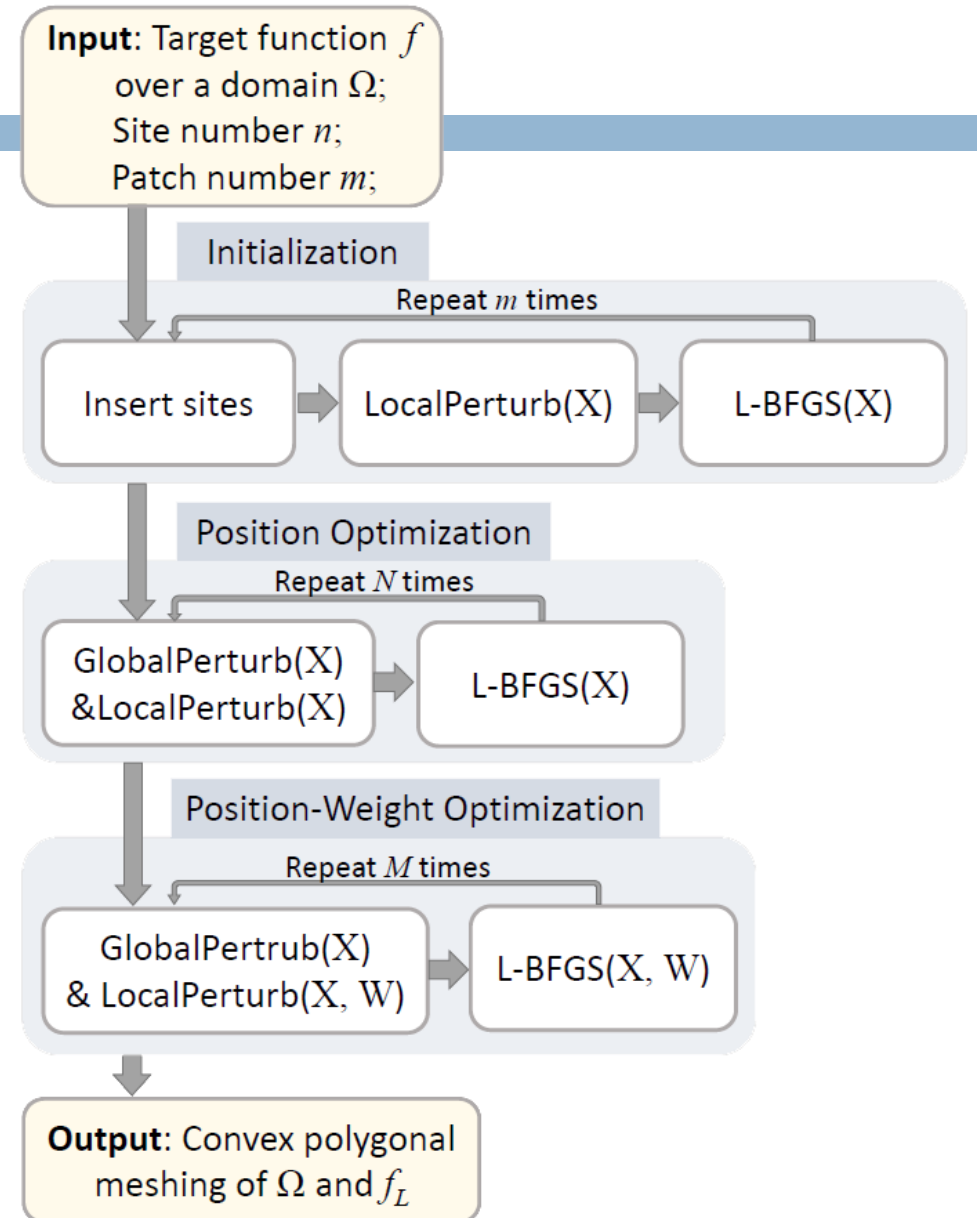 Input: Target function f
over a domain Ω;
Site number n;
Patch number m;
Initialization
Repeat m times
Insert sites
LocalPerturb(X)
L-BFGS(X)
Position Optimization
Repeat N times
GlobalPerturb(X)
&LocalPerturb(X)
L-BFGS(X)
Position-Weight Optimization
Repeat M times
GlobalPertrub(X)
& LocalPerturb(X, W)
L-BFGS(X, W)
Output: Convex polygonal
meshing of Ω and f_L